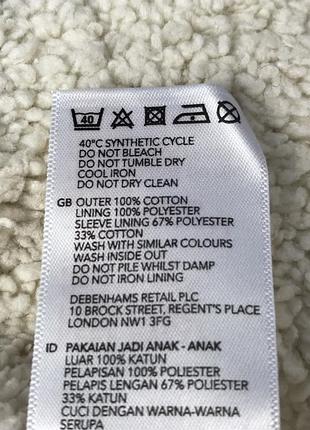 40
40°C SYNTHETIC CYCLE
DO NOT BLEACH
DO NOT TUMBLE DRY
COOL IRON
DO NOT DRY CLEAN
GB OUTER 100% COTTON
LINING 100% POLYESTER
SLEEVE LINING 67% POLYESTER
33% COTTON
WASH WITH SIMILAR COLOURS
WASH INSIDE OUT
DO NOT PILE WHILST DAMP
DO NOT IRON LINING
DEBENHAMS RETAIL PLC
10 BROCK STREET, REGENT'S PLACE
LONDON NW1 3FG
ID PAKAIAN JADI ANAK - ANAK
LUAR 100% KATUN
PELAPISAN 100% POLIESTER
PELAPIS LENGAN 67% POLIESTER
33% KATUN
CUCI DENGAN WARNA-WARNA
SERUPA